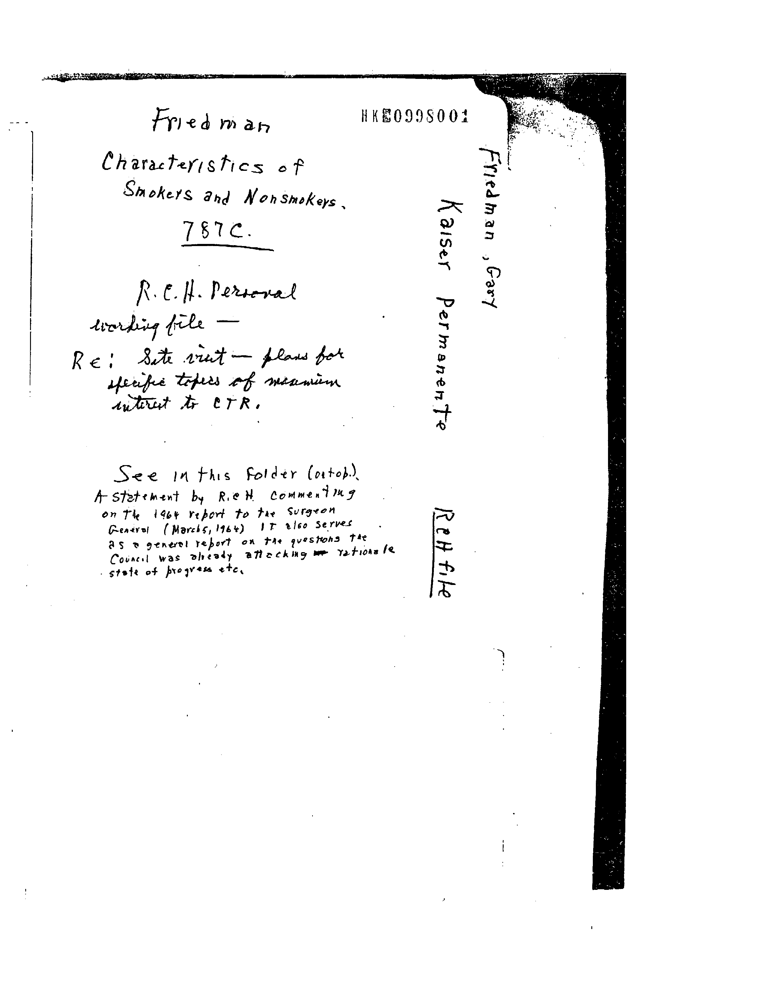 Friedman
HKE0998001
Characteristics of
Smokers and Nonsmokers.
787C.
R.C.H. Personal
working file —
Re: Site visit — plans for
specific topics of maximum
interest to CTR.
See in this Folder (ontop).
A statement by R.C.H. Commenting
on The 1964 report to the Surgeon
General (March 5, 1964) IT also serves
as a general report on the questions the
Council was already attacking rationale
state of progress etc.
Friedman, Gary
Kaiser Permanente
RCH file